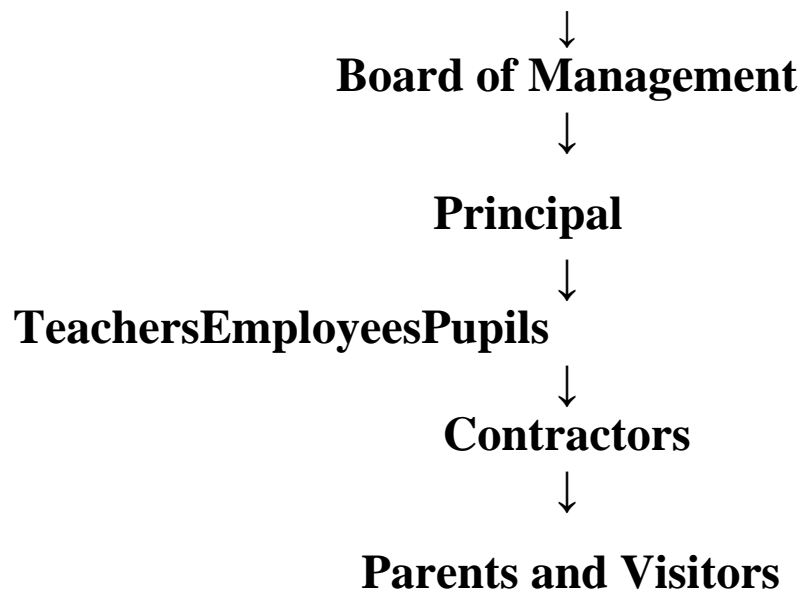 ↓
Board of Management
↓
Principal
↓
TeachersEmployeesPupils
↓
Contractors
↓
Parents and Visitors